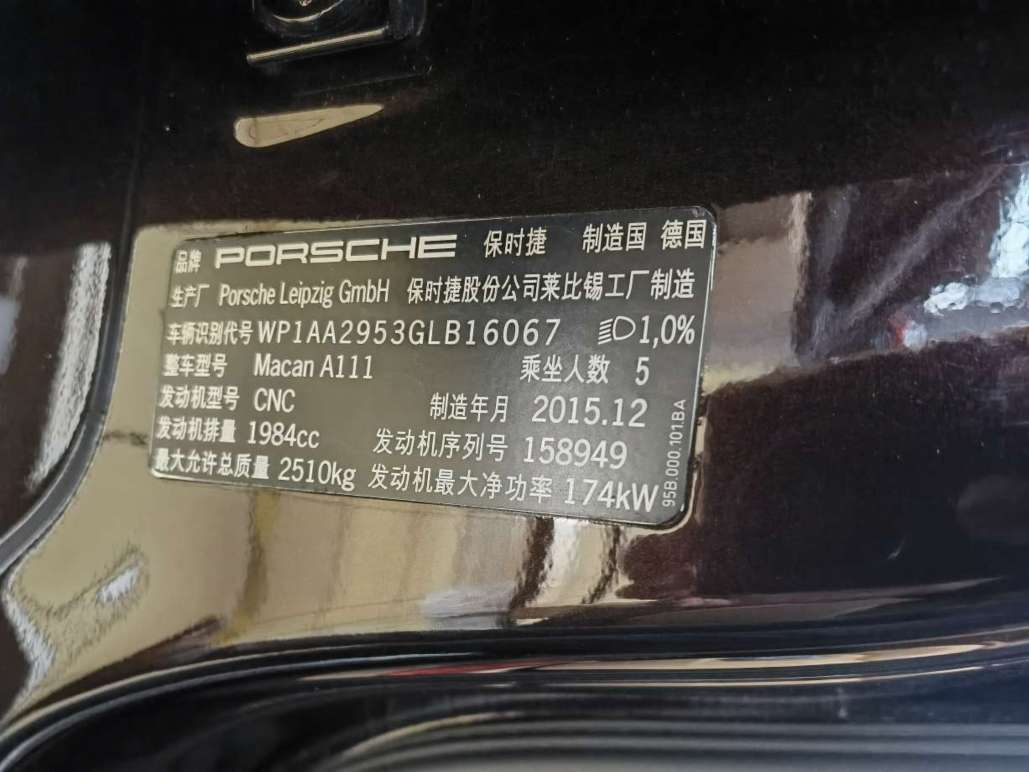 品牌 PORSCHE 保时捷 制造国 德国
生产厂 Porsche Leipzig GmbH 保时捷股份公司莱比锡工厂制造
车辆识别代号 WP1AA2953GLB16067 1,0%
整车型号 Macan A111 乘坐人数 5
发动机型号 CNC 制造年月 2015.12
发动机排量 1984cc 发动机序列号 158949
最大允许总质量 2510kg 发动机最大净功率 174kW
95B.000.101.BA